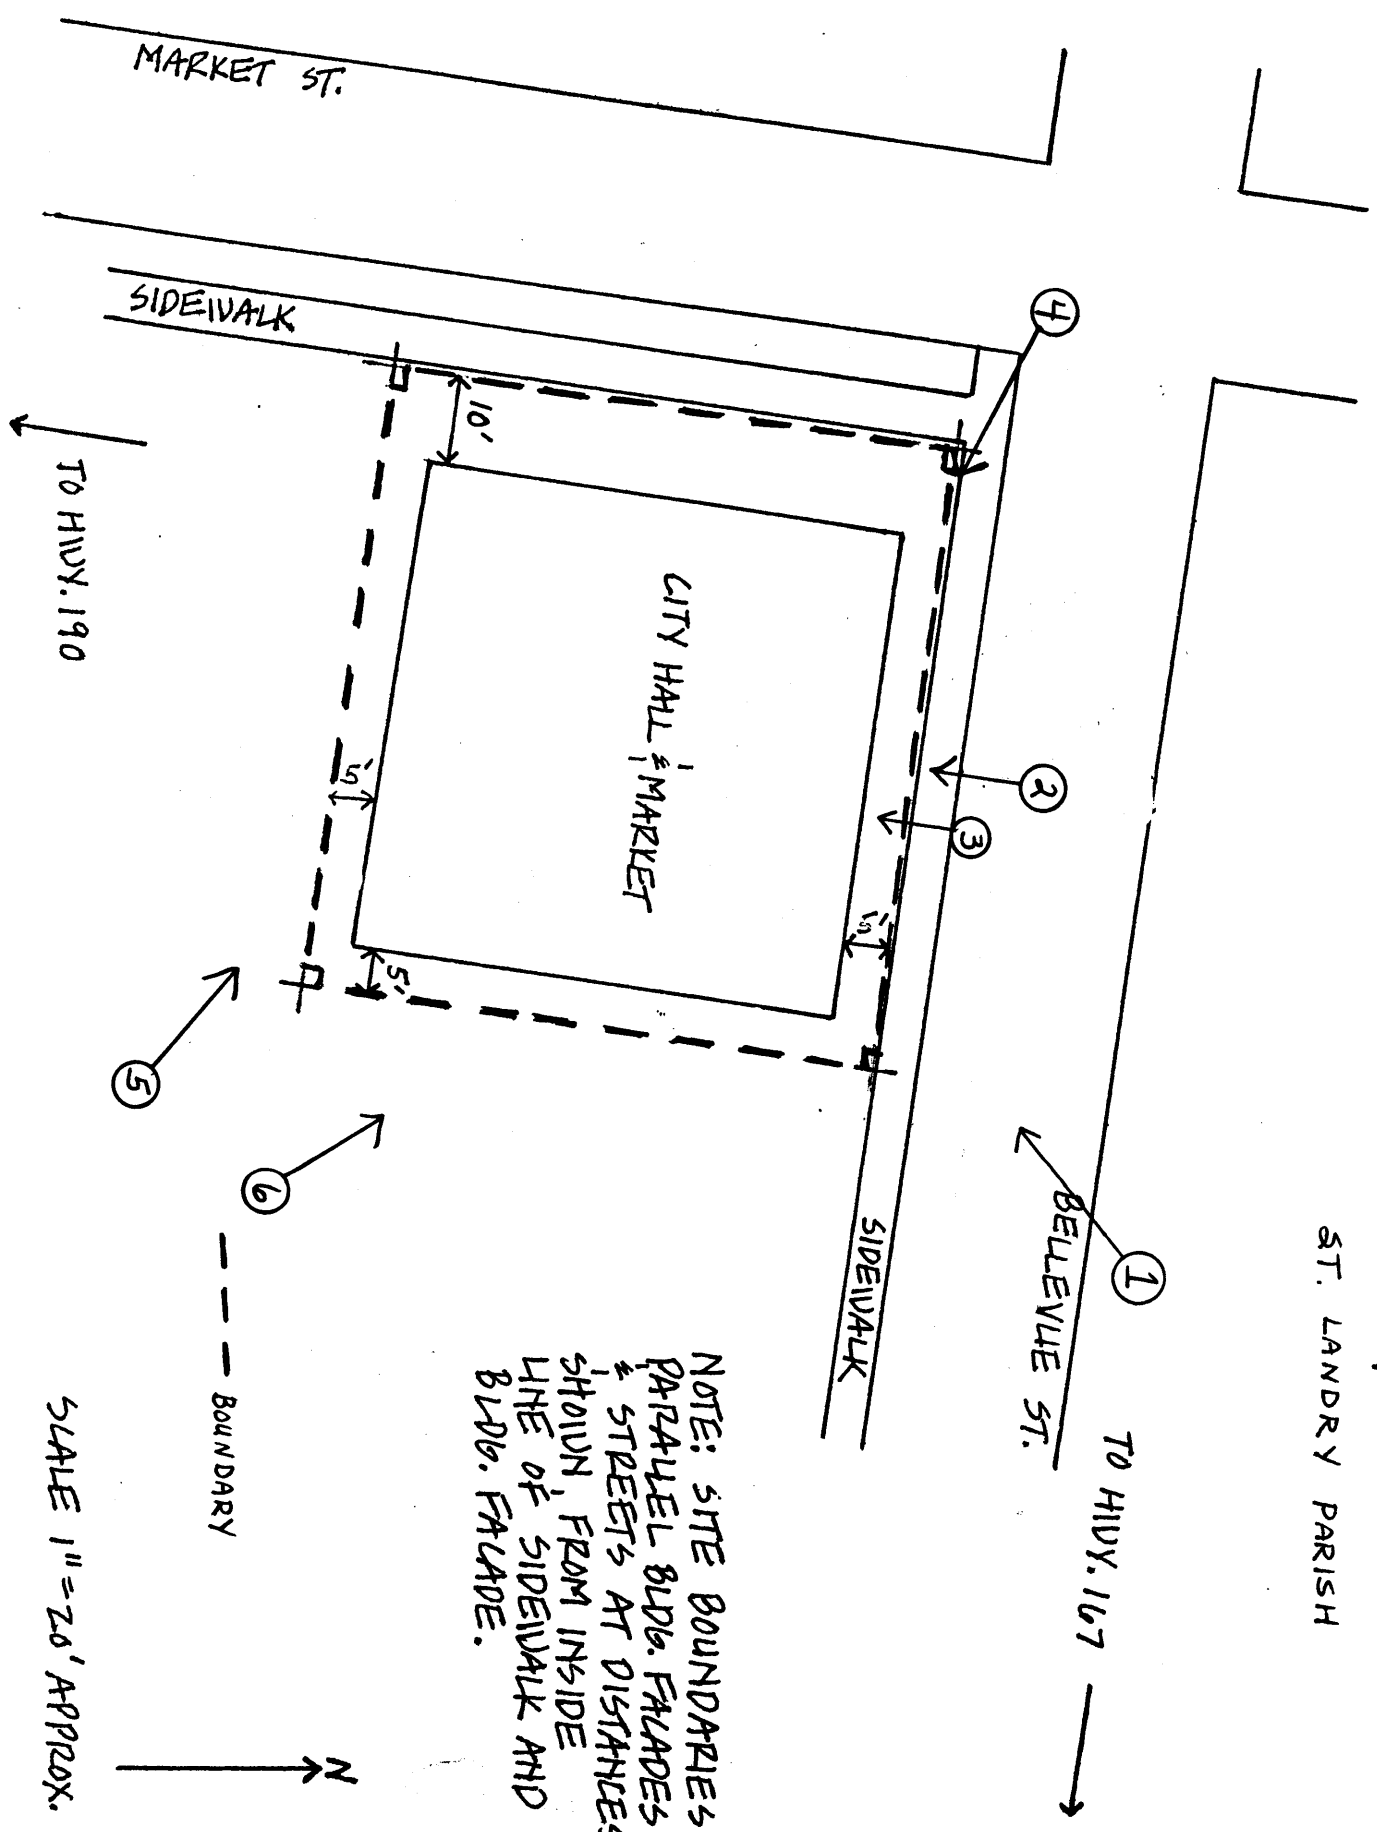 ST. LANDRY PARISH
TO HWY. 167
BELLEVUE ST.
1
SIDEWALK
4
2
3
5'
10'
CITY HALL & MARKET
5'
5'
MARKET ST.
SIDEWALK
TO HWY. 190
5
6
NOTE: SITE BOUNDARIES
PARALLEL BLDG. FACADES
& STREETS AT DISTANCES
SHOWN, FROM INSIDE
LINE OF SIDEWALK AND
BLDG. FACADE.
BOUNDARY
N
SCALE 1"=20' APPROX.